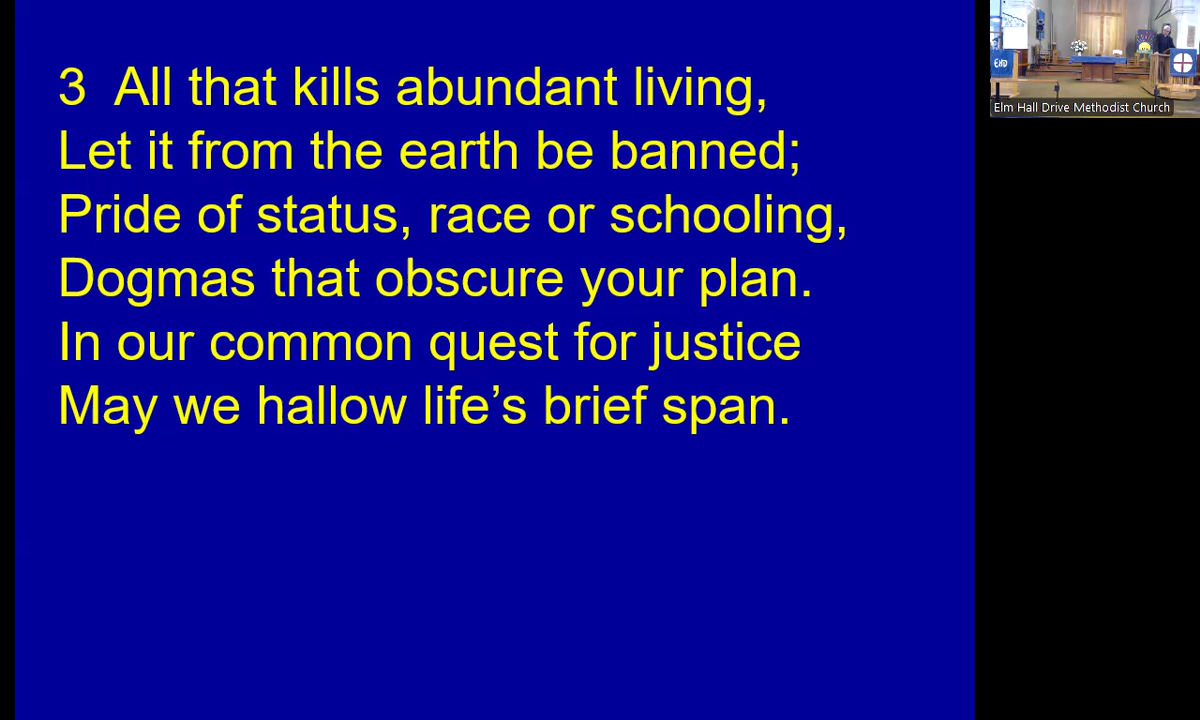 3 All that kills abundant living,
Let it from the earth be banned;
Pride of status, race or schooling,
Dogmas that obscure your plan.
In our common quest for justice
May we hallow life’s brief span.
Elm Hall Drive Methodist Church